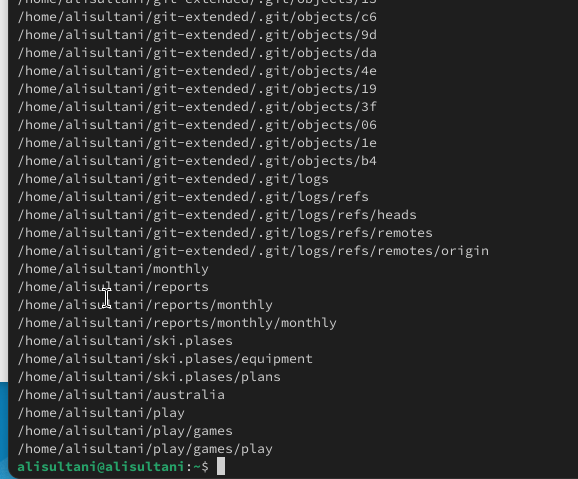 /home/alisultani/git-extended/.git/objects/15
/home/alisultani/git-extended/.git/objects/c6
/home/alisultani/git-extended/.git/objects/9d
/home/alisultani/git-extended/.git/objects/da
/home/alisultani/git-extended/.git/objects/4e
/home/alisultani/git-extended/.git/objects/19
/home/alisultani/git-extended/.git/objects/3f
/home/alisultani/git-extended/.git/objects/06
/home/alisultani/git-extended/.git/objects/1e
/home/alisultani/git-extended/.git/objects/b4
/home/alisultani/git-extended/.git/logs
/home/alisultani/git-extended/.git/logs/refs
/home/alisultani/git-extended/.git/logs/refs/heads
/home/alisultani/git-extended/.git/logs/refs/remotes
/home/alisultani/git-extended/.git/logs/refs/remotes/origin
/home/alisultani/monthly
/home/alisultani/reports
/home/alisultani/reports/monthly
/home/alisultani/reports/monthly/monthly
/home/alisultani/ski.plases
/home/alisultani/ski.plases/equipment
/home/alisultani/ski.plases/plans
/home/alisultani/australia
/home/alisultani/play
/home/alisultani/play/games
/home/alisultani/play/games/play
alisultani@alisultani:~$